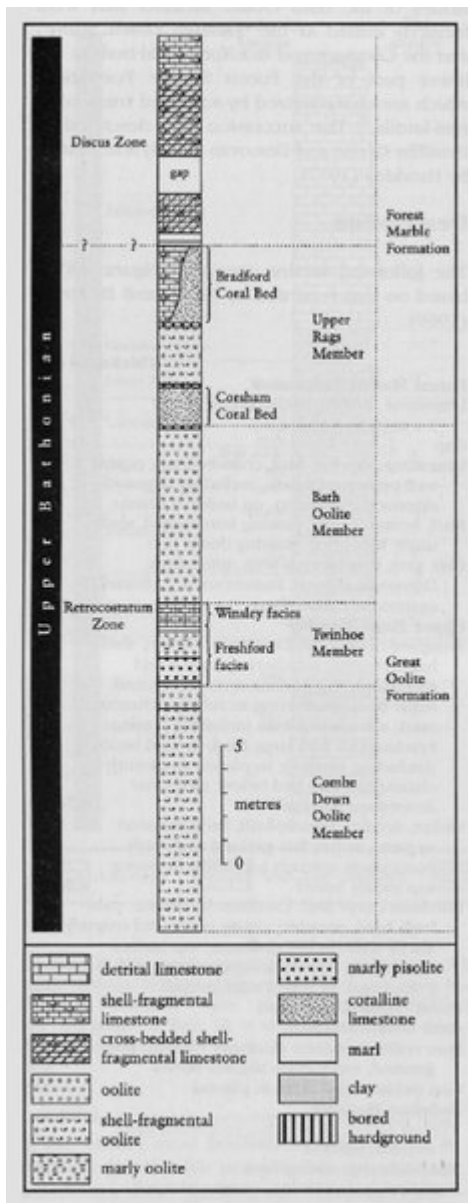 Discus Zone
gap
Forest
Marble
Formation
? ?
Bradford
Coral Bed
Upper
Rags
Member
Corsham
Coral Bed
Upper Bathonian
Bath
Oolite
Member
Retrocostatum
Zone
Winsley facies
Freshford
facies
Twinhoe
Member
Great
Oolite
Formation
5
metres
0
Combe
Down
Oolite
Member
detrital limestone
shell-fragmental
limestone
cross-bedded shell-
fragmental limestone
oolite
shell-fragmental
oolite
marly oolite
marly pisolite
coralline
limestone
marl
clay
bored
hardground